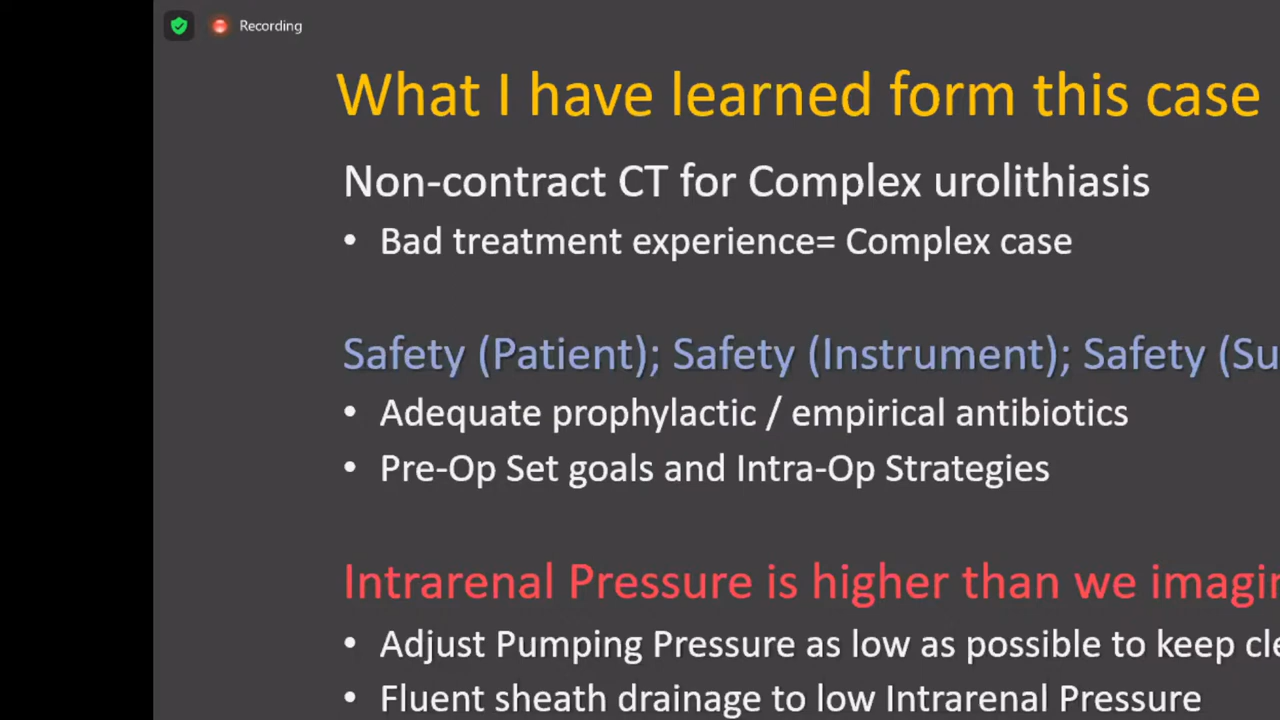 Recording
What I have learned form this case
Non-contract CT for Complex urolithiasis
• Bad treatment experience= Complex case
Safety (Patient); Safety (Instrument); Safety (Su
• Adequate prophylactic / empirical antibiotics
• Pre-Op Set goals and Intra-Op Strategies
Intrarenal Pressure is higher than we imagin
• Adjust Pumping Pressure as low as possible to keep cle
• Fluent sheath drainage to low Intrarenal Pressure